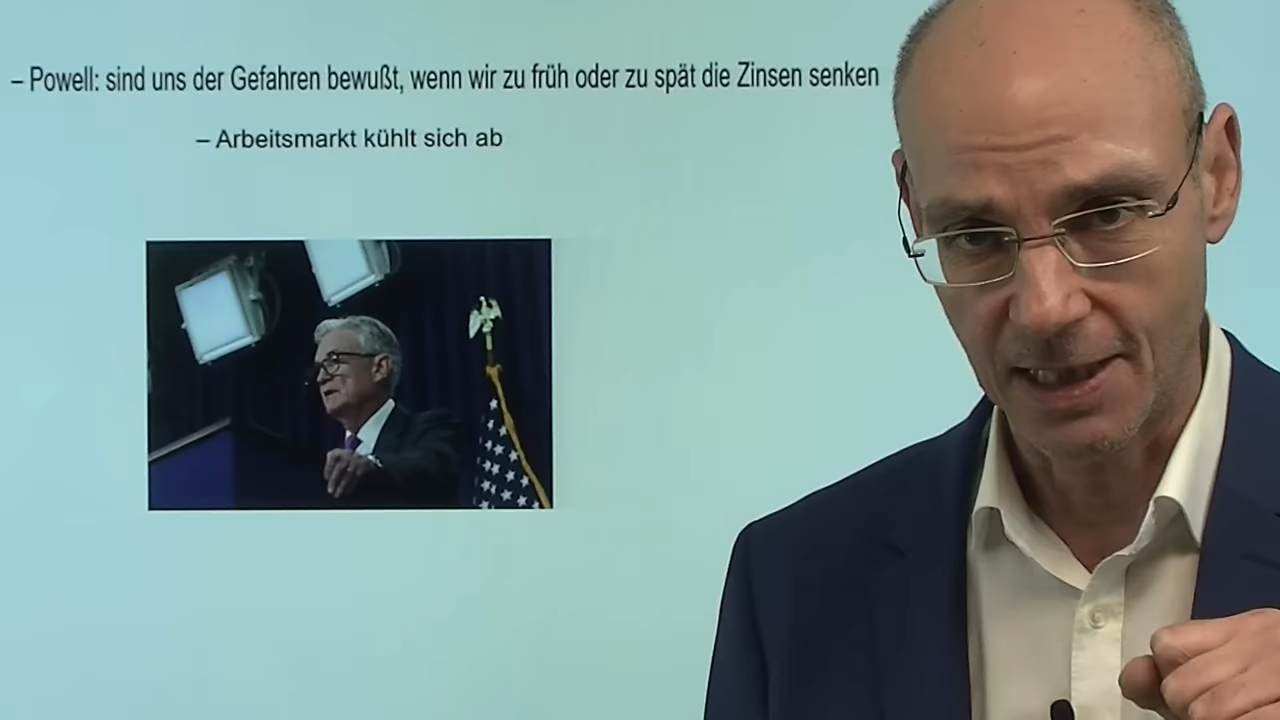 – Powell: sind uns der Gefahren bewußt, wenn wir zu früh oder zu spät die Zinsen senken
– Arbeitsmarkt kühlt sich ab